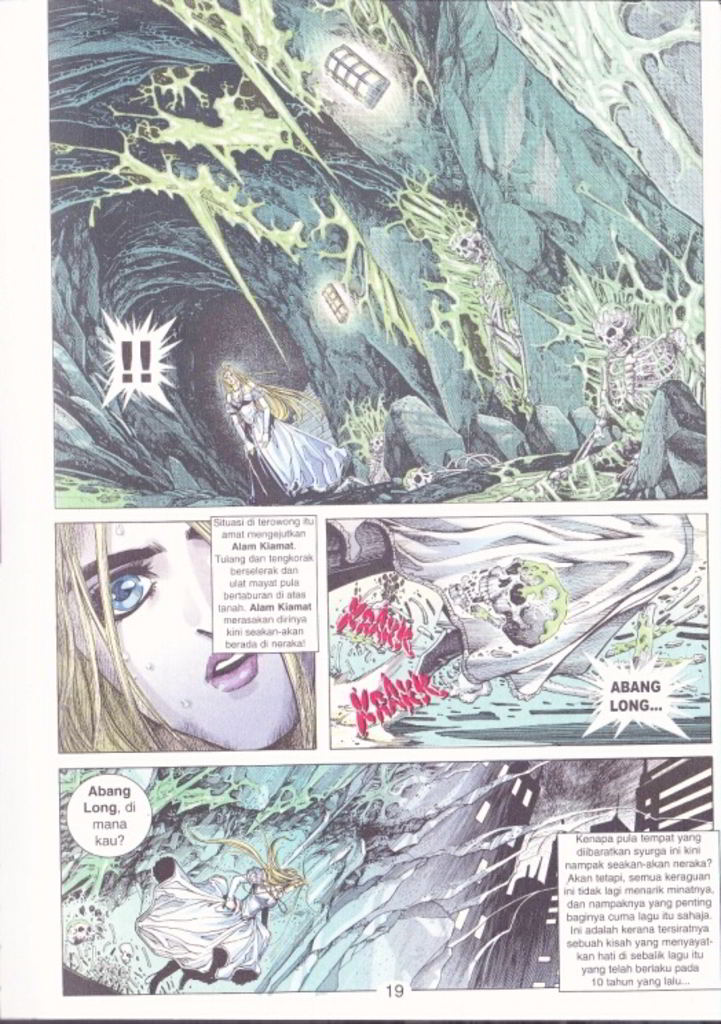 !!
Situasi di terowong itu
amat mengejutkan
Alam Kiamat.
Tulang dan tengkorak
berselerak dan
ulat mayat pula
bertaburan di atas
tanah. Alam Kiamat
merasakan dirinya
kini seakan-akan
berada di neraka!
KRAKK
KRAKK
ABANG
LONG...
Abang
Long, di
mana
kau?
Kenapa pula tempat yang
diibaratkan syurga ini kini
nampak seakan-akan neraka?
Akan tetapi, semua keraguan
ini tidak lagi menarik minatnya,
dan nampaknya yang penting
baginya cuma lagu itu sahaja.
Ini adalah kerana tersiratnya
sebuah kisah yang menyayat-
kan hati di sebalik lagu itu
yang telah berlaku pada
10 tahun yang lalu...
19